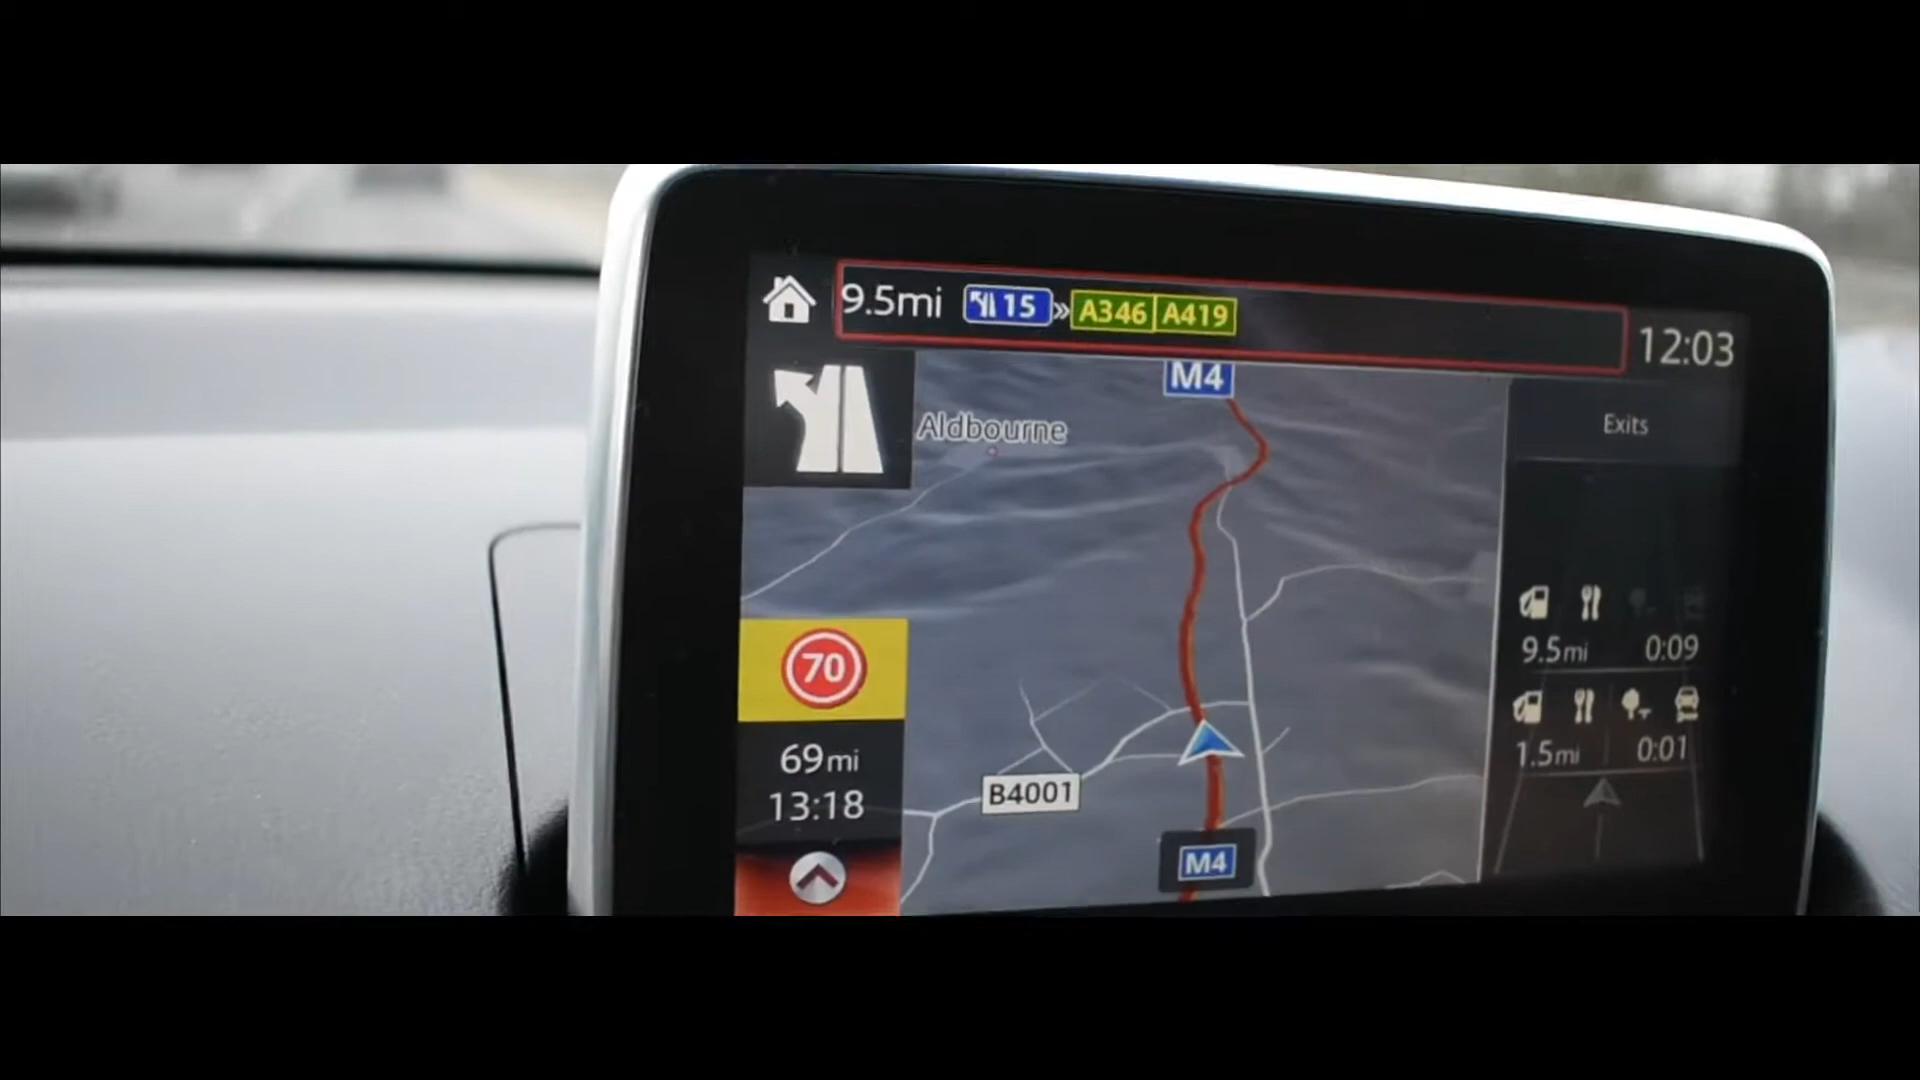 9.5mi 15 » A346 A419
12:03
M4
Exits
Aldbourne
9.5mi 0:09
70
1.5mi 0:01
69mi
13:18
B4001
M4